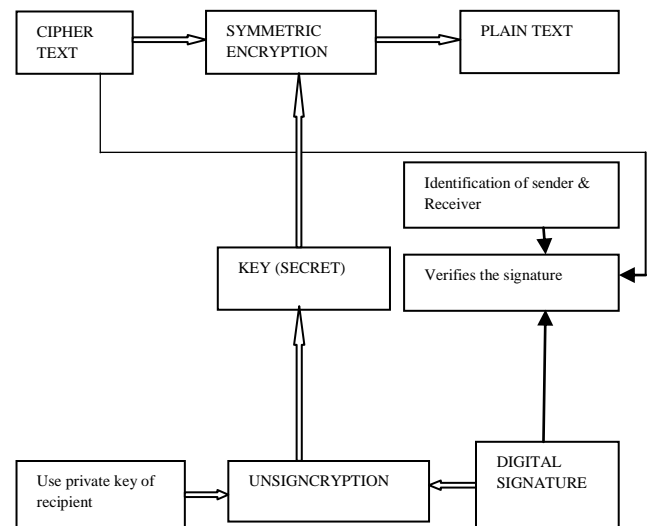 CIPHER
TEXT
SYMMETRIC
ENCRYPTION
PLAIN TEXT
Identification of sender &
Receiver
KEY (SECRET)
Verifies the signature
Use private key of
recipient
UNSIGNCRYPTION
DIGITAL
SIGNATURE